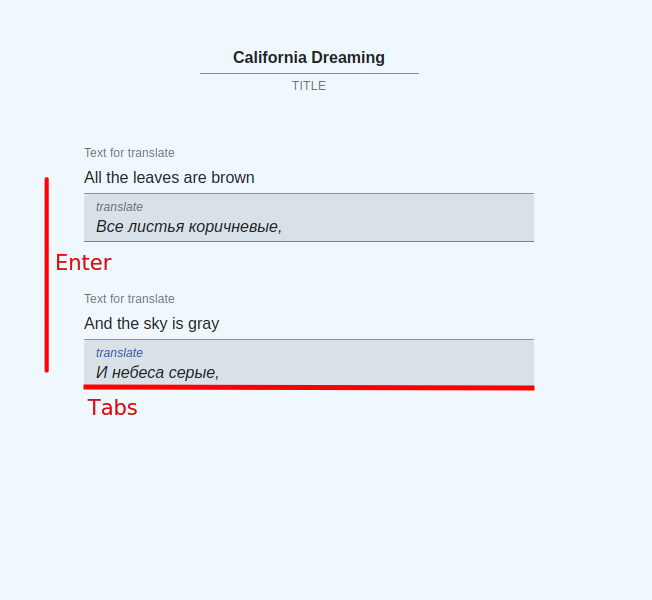 California Dreaming
TITLE
Text for translate
All the leaves are brown
translate
Все листья коричневые,
Enter
Text for translate
And the sky is gray
translate
И небеса серые,
Tabs